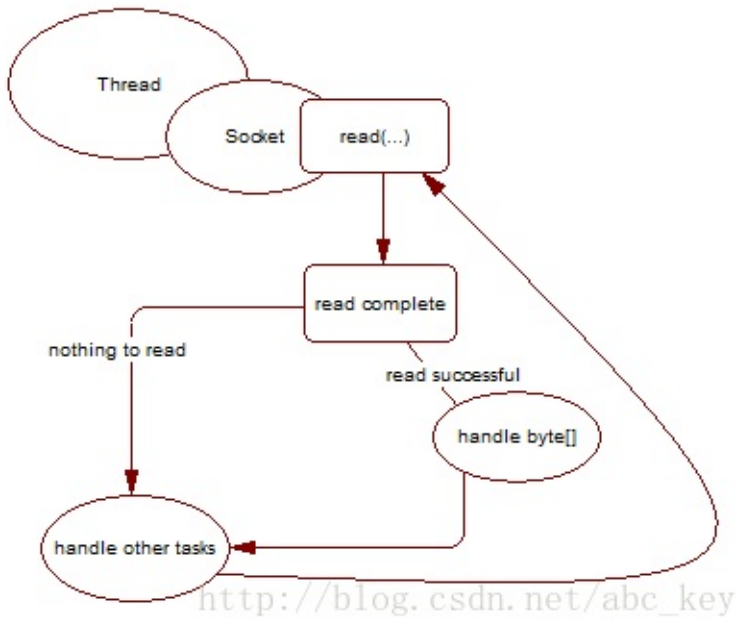 Thread
Socket
read(...)
read complete
nothing to read
read successful
handle byte[]
handle other tasks
http://blog.csdn.net/abc_key